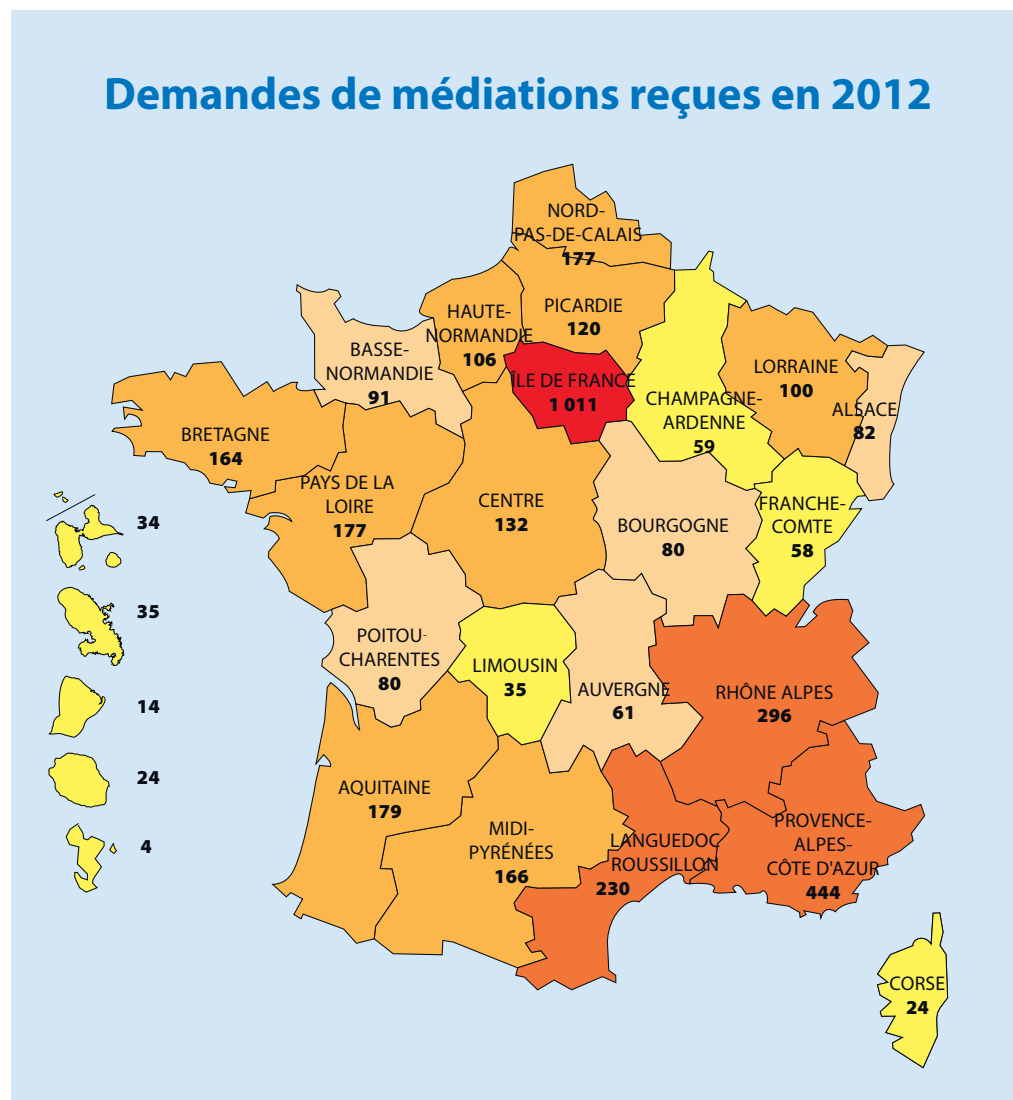 Demandes de médiations reçues en 2012
NORD-
PAS-DE-CALAIS
177
HAUTE-
NORMANDIE
106
PICARDIE
120
BASSE-
NORMANDIE
91
ÎLE DE FRANCE
1 011
CHAMPAGNE-
ARDENNE
59
LORRAINE
100
ALSACE
82
BRETAGNE
164
PAYS DE LA
LOIRE
177
CENTRE
132
BOURGOGNE
80
FRANCHE-
COMTE
58
34
35
14
24
4
POITOU-
CHARENTES
80
LIMOUSIN
35
AUVERGNE
61
RHÔNE ALPES
296
AQUITAINE
179
MIDI-
PYRÉNÉES
166
LANGUEDOC
ROUSSILLON
230
PROVENCE-
ALPES-
CÔTE D'AZUR
444
CORSE
24